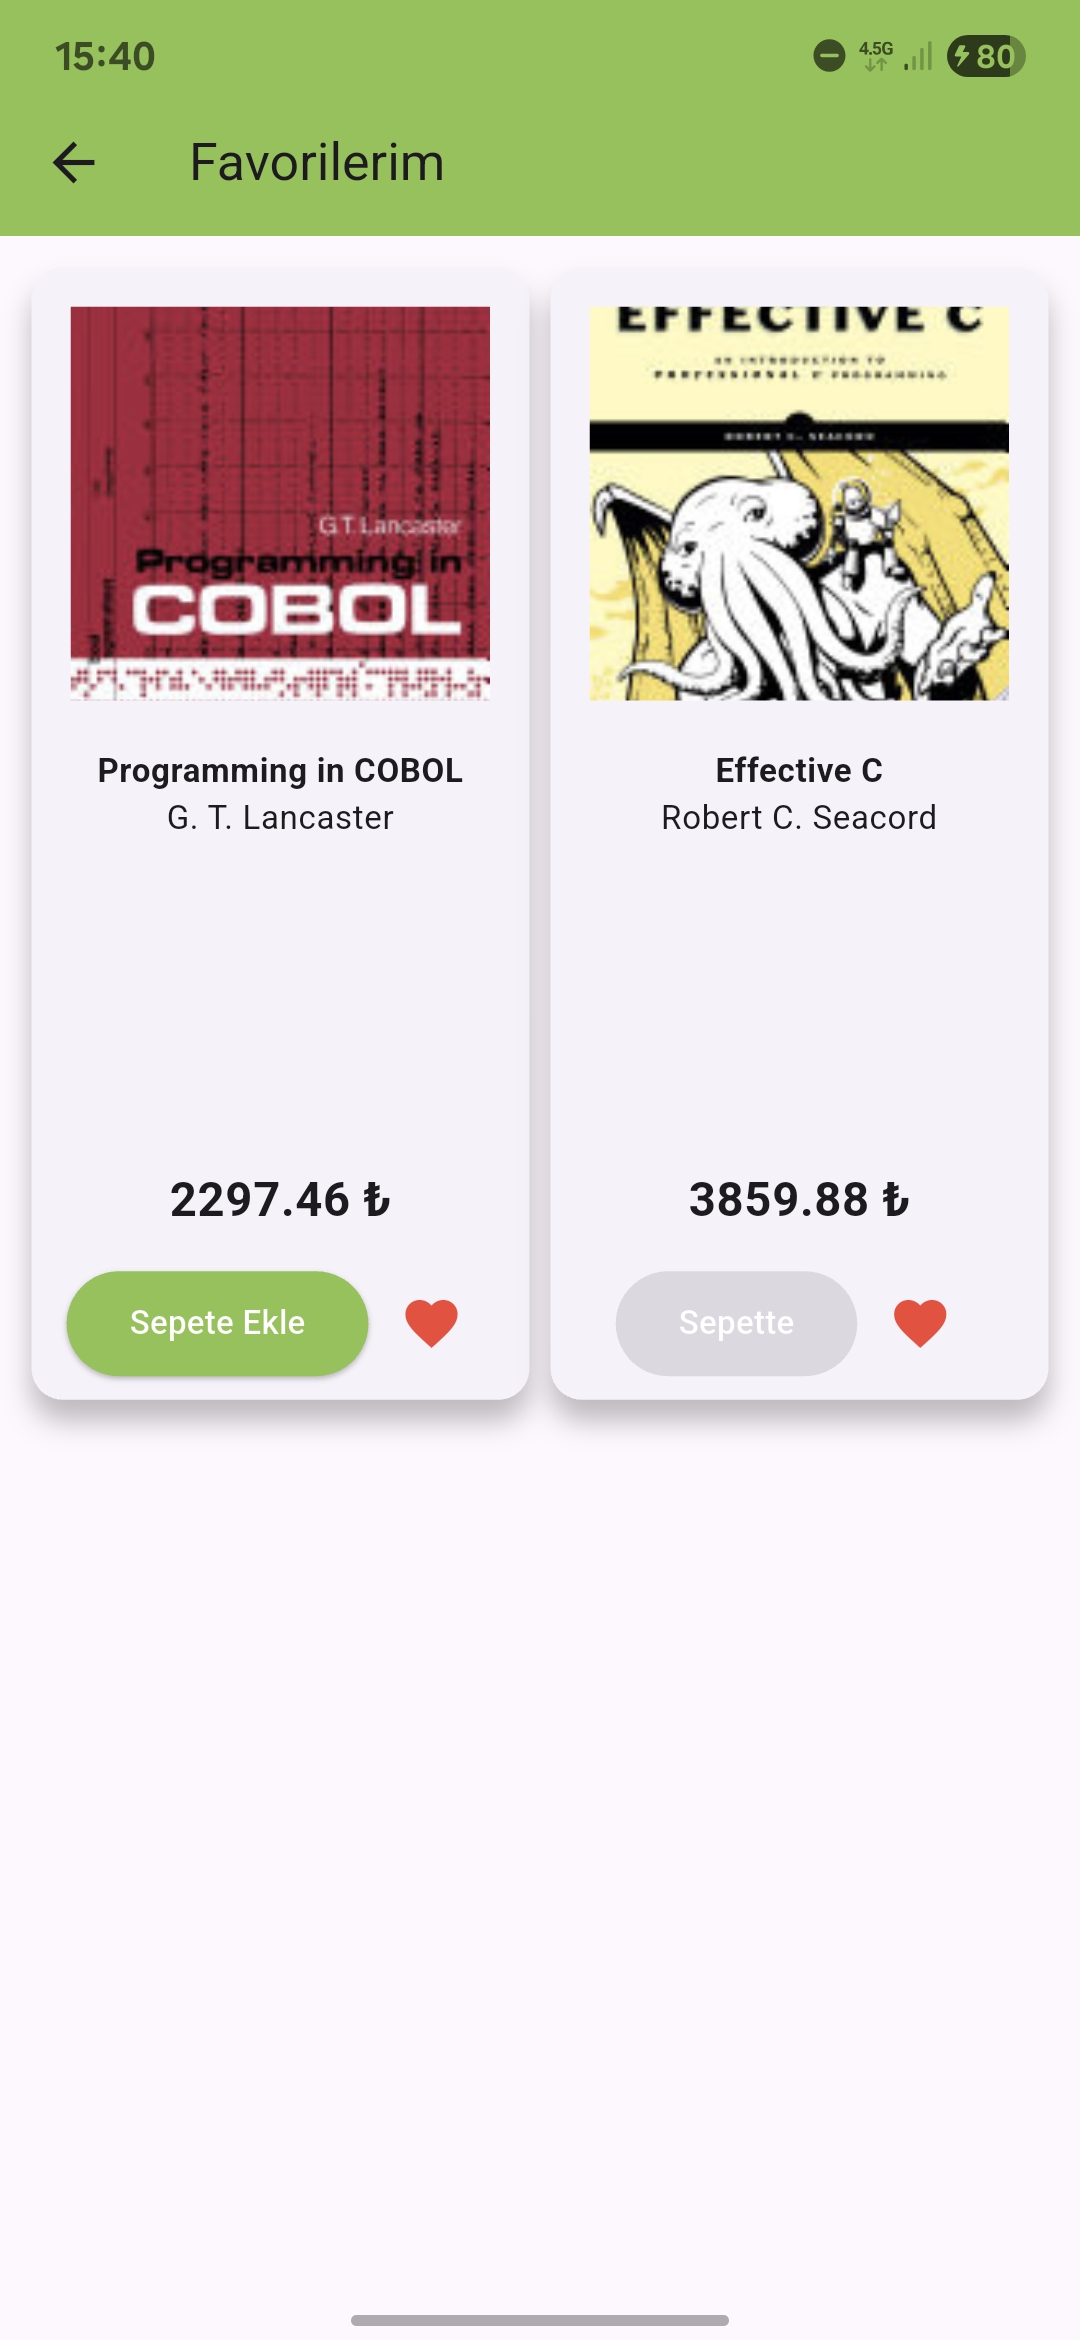 15:40
4.5G
80
Favorilerim
G.T. Lancaster
Programming in
COBOL
EFFECTIVE C
AN INTRODUCTION TO
PROFESSIONAL C PROGRAMMING
ROBERT C. SEACORD
Programming in COBOL
G. T. Lancaster
Effective C
Robert C. Seacord
2297.46 ₺
3859.88 ₺
Sepete Ekle
Sepette